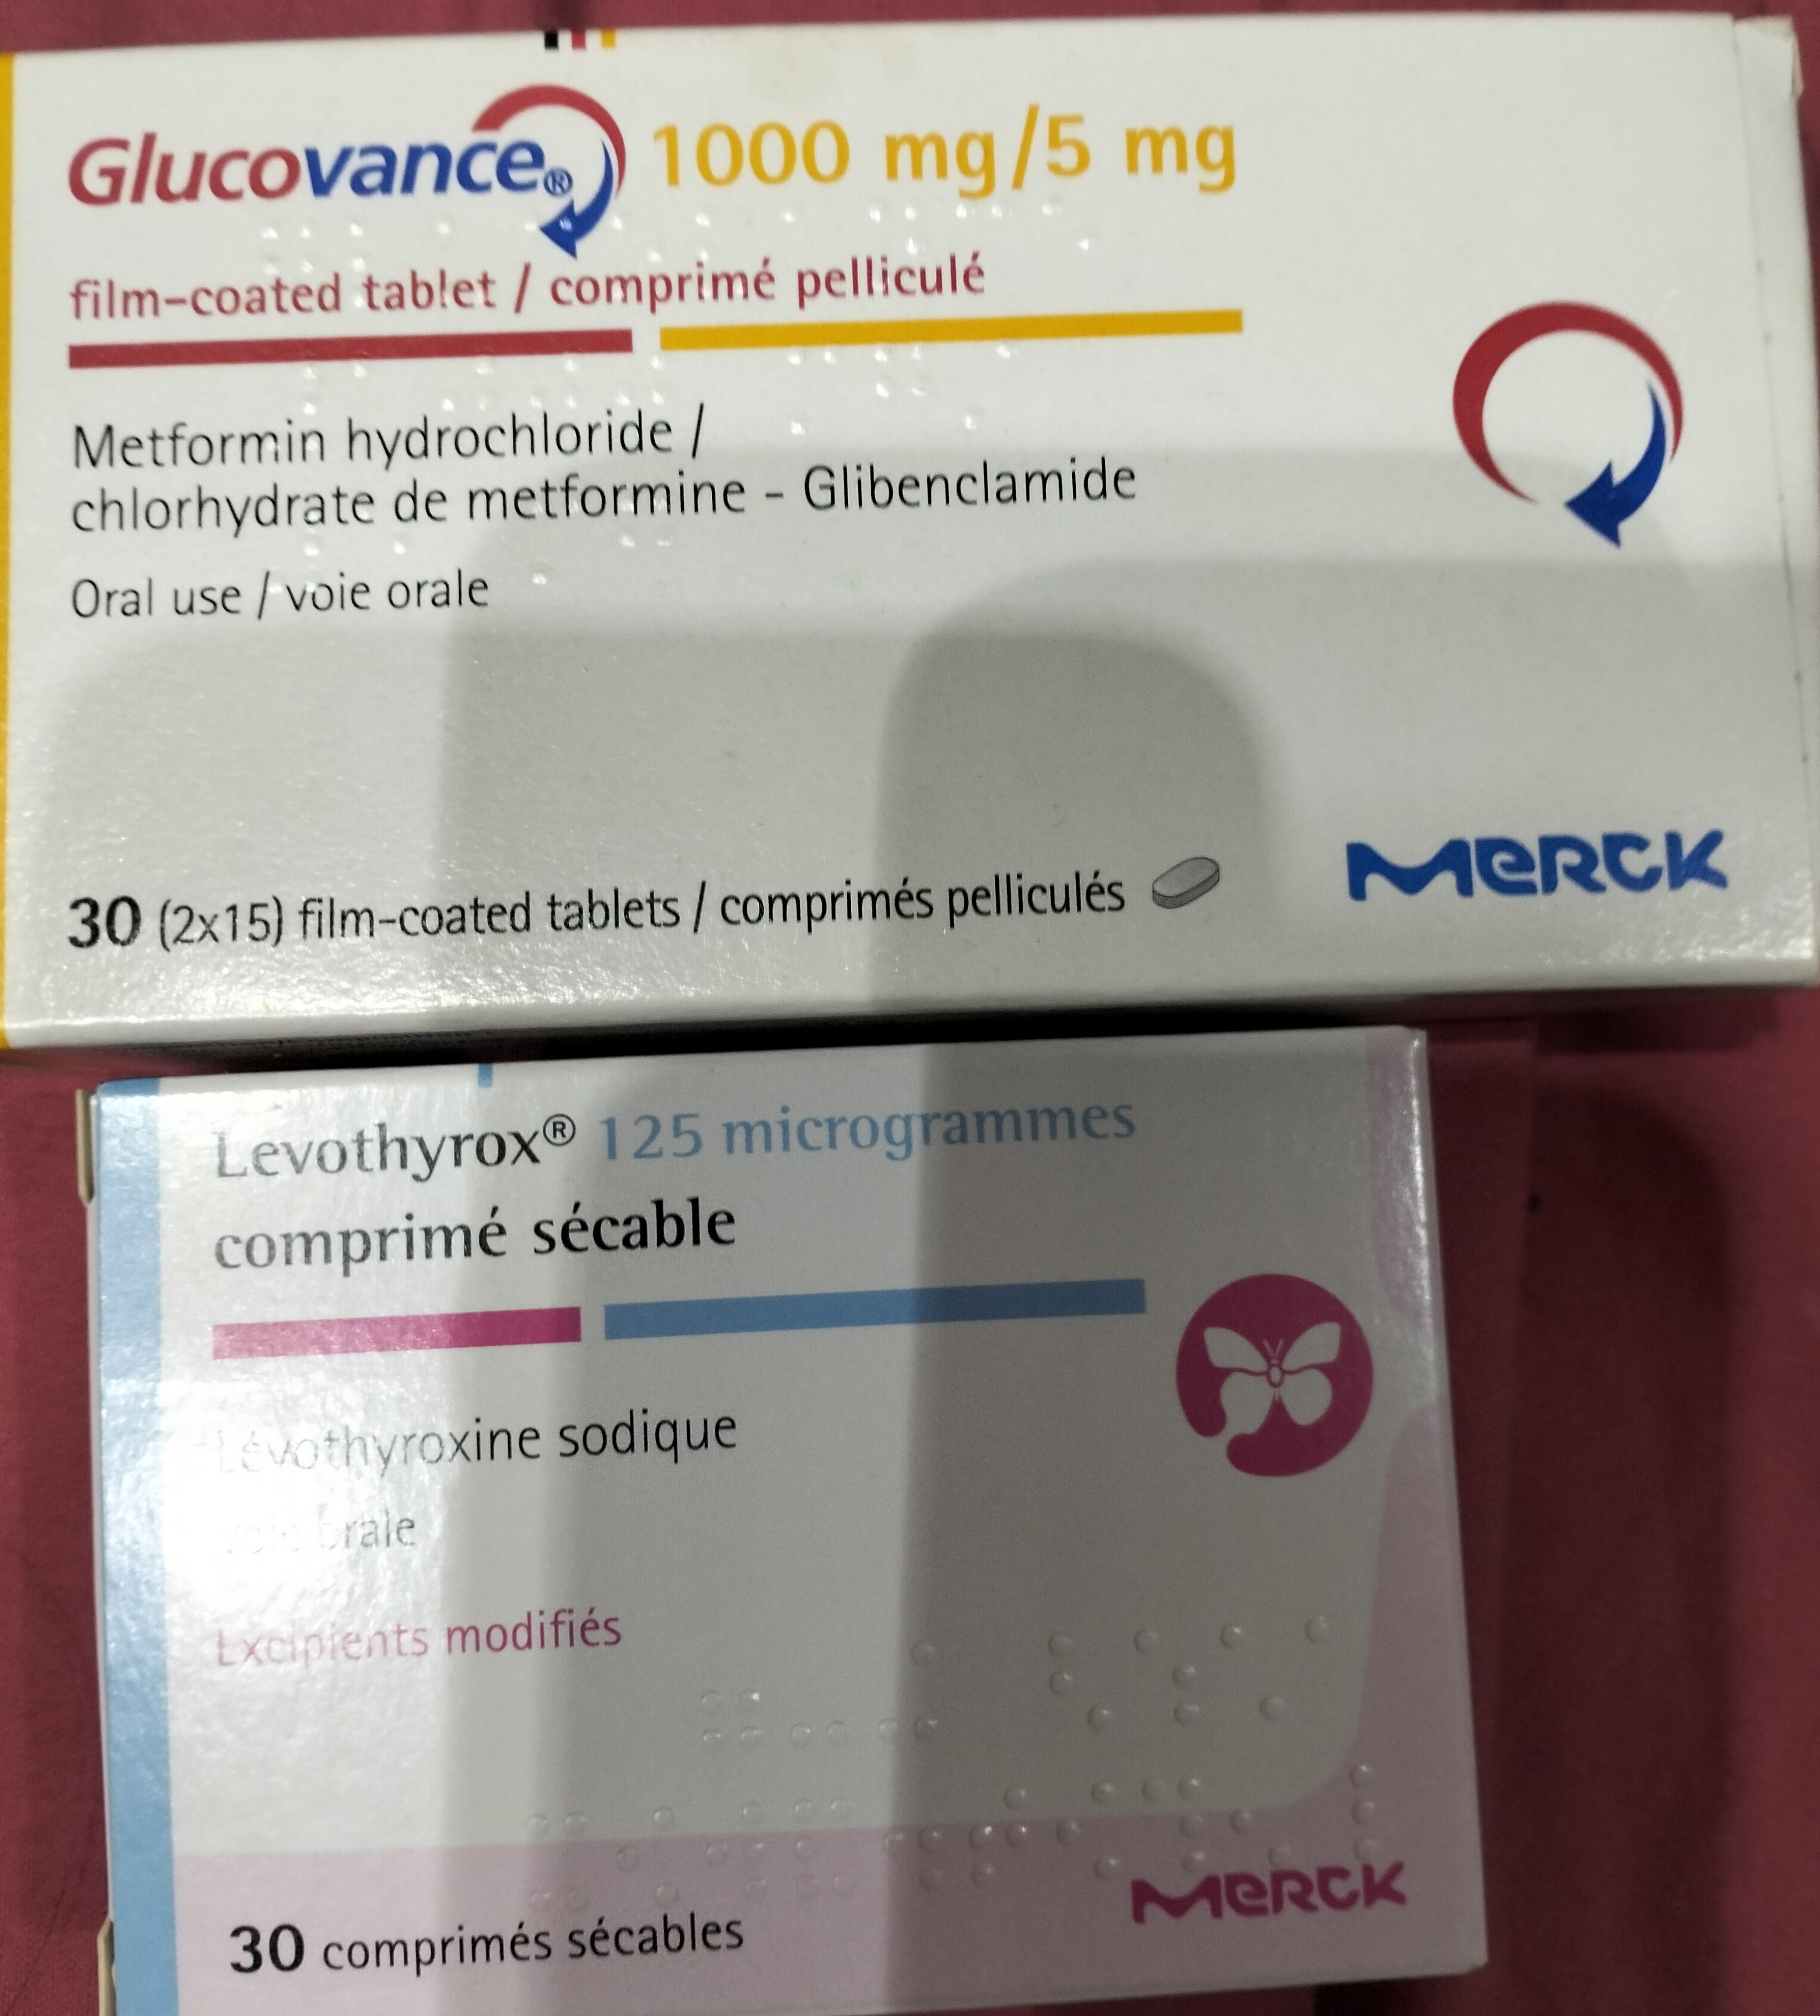 Glucovance® 1000 mg/5 mg
film-coated tablet / comprimé pelliculé
Metformin hydrochloride /
chlorhydrate de metformine - Glibenclamide
Oral use / voie orale
30 (2x15) film-coated tablets / comprimés pelliculés
MERCK
Levothyrox® 125 microgrammes
comprimé sécable
Lévothyroxine sodique
voie orale
Excipients modifiés
MERCK
30 comprimés sécables